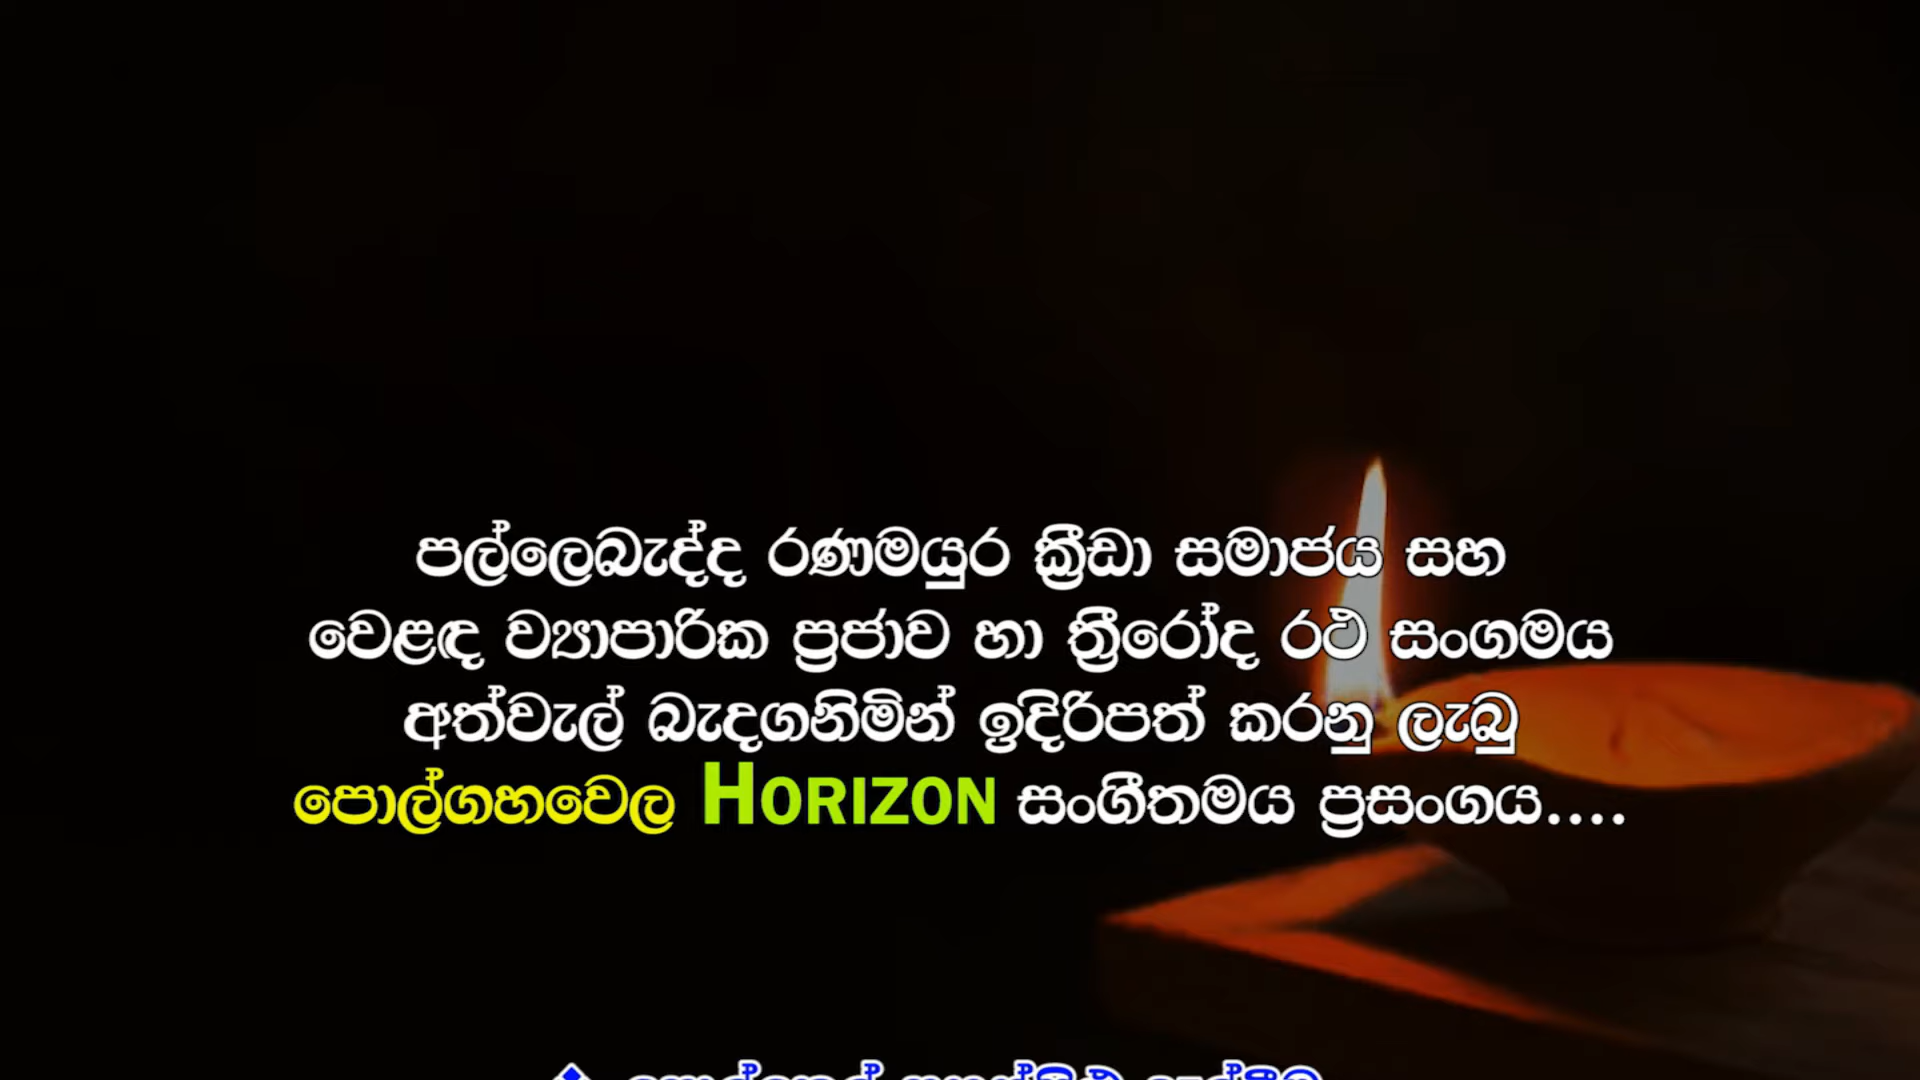 පල්ලෙබැද්ද රණමයුර ක්‍රීඩා සමාජය සහ
වෙළඳ ව්‍යාපාරික ප්‍රජාව හා ත්‍රීරෝද රථ සංගමය
අත්වැල් බැදගනිමින් ඉදිරිපත් කරනු ලැබු
පොල්ගහවෙල HORIZON සංගීතමය ප්‍රසංගය....